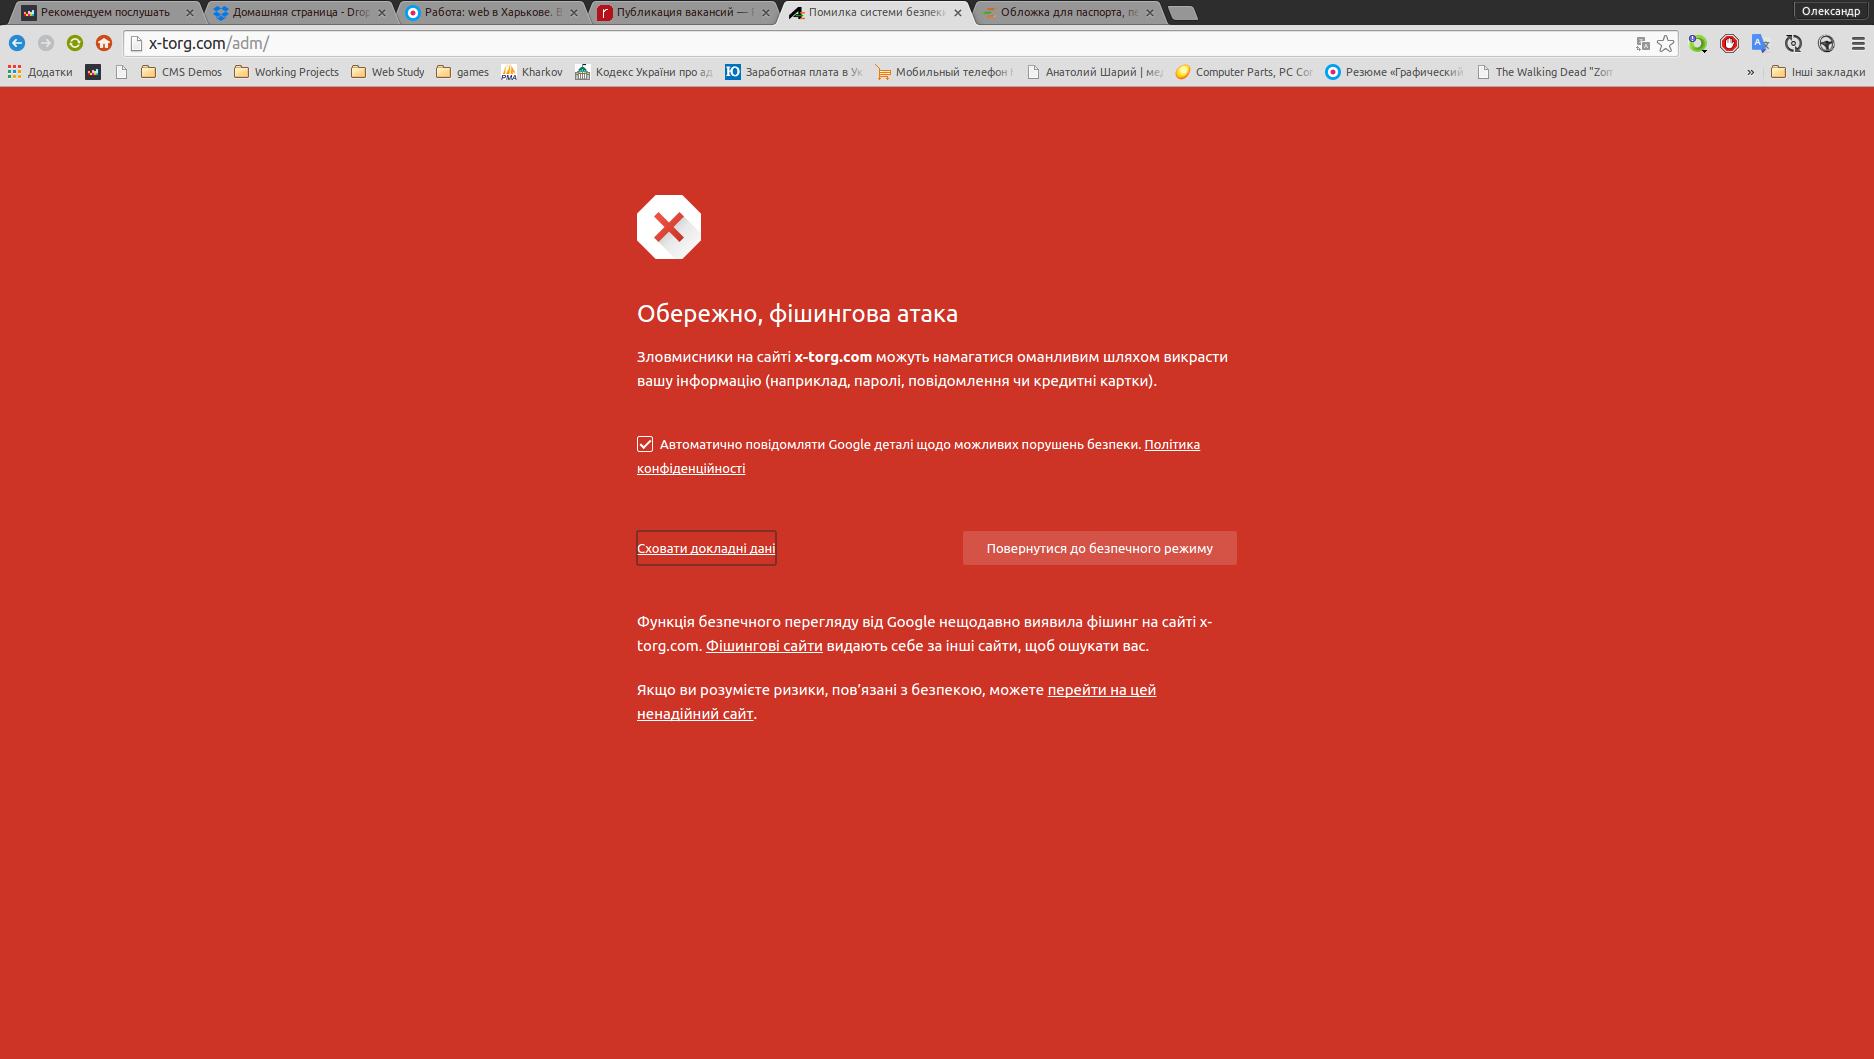 Рекомендуем послушать
Домашняя страница - Drop
Работа: web в Харькове. В
Публикация вакансий —
Помилка системи безпеки
Обложка для паспорта, пе
Олександр
x-torg.com/adm/
Додатки
CMS Demos
Working Projects
Web Study
games
PMA
Kharkov
Кодекс України про ад
Ю
Заработная плата в Ук
Мобильный телефон
Анатолий Шарий | мед
Computer Parts, PC Cor
Резюме «Графический
The Walking Dead "Zom
»
Інші закладки
Обережно, фішингова атака
Зловмисники на сайті x-torg.com можуть намагатися оманливим шляхом викрасти
вашу інформацію (наприклад, паролі, повідомлення чи кредитні картки).
Автоматично повідомляти Google деталі щодо можливих порушень безпеки. Політика
конфіденційності
Сховати докладні дані
Повернутися до безпечного режиму
Функція безпечного перегляду від Google нещодавно виявила фішинг на сайті x-
torg.com. Фішингові сайти видають себе за інші сайти, щоб ошукати вас.
Якщо ви розумієте ризики, пов’язані з безпекою, можете перейти на цей
ненадійний сайт.